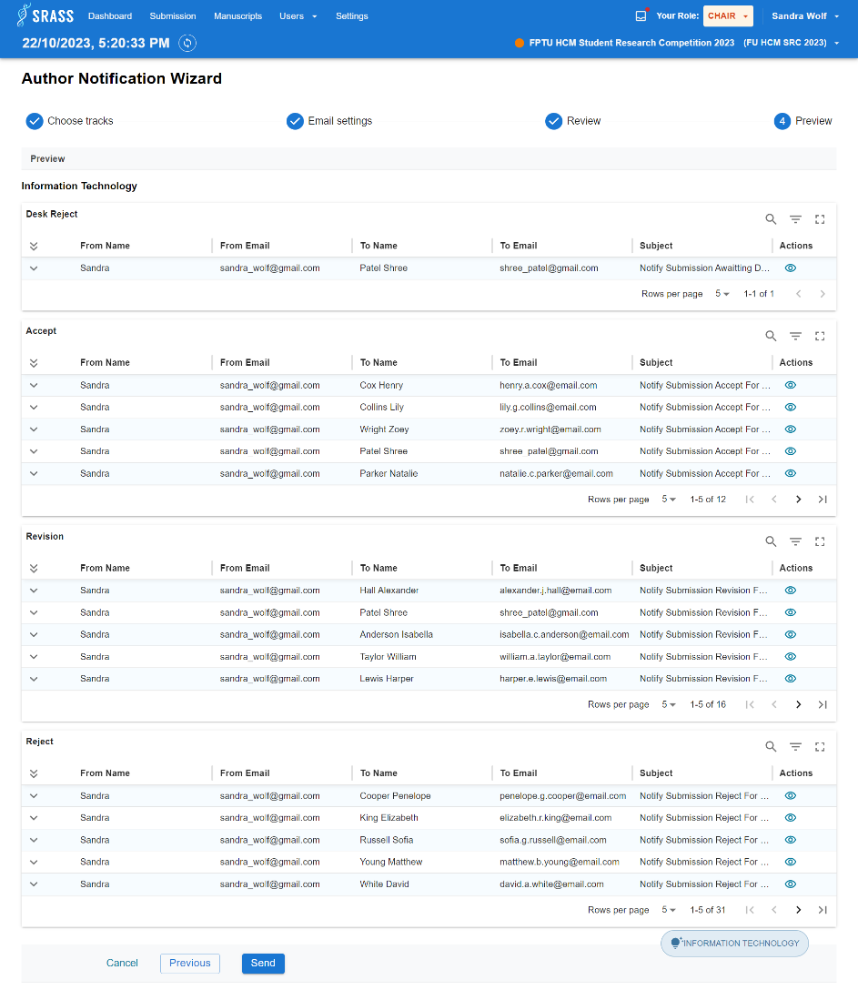 SRASS Dashboard Submission Manuscripts Users Settings Your Role: CHAIR Sandra Wolf
22/10/2023, 5:20:33 PM FPTU HCM Student Research Competition 2023 (FU HCM SRC 2023)
Author Notification Wizard
Choose tracks Email settings Review 4 Preview
Preview
Information Technology
Desk Reject
From Name From Email To Name To Email Subject Actions
Sandra sandra_wolf@gmail.com Patel Shree shree_patel@gmail.com Notify Submission Awaitting D...
Rows per page 5 1-1 of 1
Accept
From Name From Email To Name To Email Subject Actions
Sandra sandra_wolf@gmail.com Cox Henry henry.a.cox@email.com Notify Submission Accept For ...
Sandra sandra_wolf@gmail.com Collins Lily lily.g.collins@email.com Notify Submission Accept For ...
Sandra sandra_wolf@gmail.com Wright Zoey zoey.r.wright@email.com Notify Submission Accept For ...
Sandra sandra_wolf@gmail.com Patel Shree shree_patel@gmail.com Notify Submission Accept For ...
Sandra sandra_wolf@gmail.com Parker Natalie natalie.c.parker@email.com Notify Submission Accept For ...
Rows per page 5 1-5 of 12
Revision
From Name From Email To Name To Email Subject Actions
Sandra sandra_wolf@gmail.com Hall Alexander alexander.j.hall@email.com Notify Submission Revision F...
Sandra sandra_wolf@gmail.com Patel Shree shree_patel@gmail.com Notify Submission Revision F...
Sandra sandra_wolf@gmail.com Anderson Isabella isabella.c.anderson@email.com Notify Submission Revision F...
Sandra sandra_wolf@gmail.com Taylor William william.a.taylor@email.com Notify Submission Revision F...
Sandra sandra_wolf@gmail.com Lewis Harper harper.e.lewis@email.com Notify Submission Revision F...
Rows per page 5 1-5 of 16
Reject
From Name From Email To Name To Email Subject Actions
Sandra sandra_wolf@gmail.com Cooper Penelope penelope.g.cooper@email.com Notify Submission Reject For ...
Sandra sandra_wolf@gmail.com King Elizabeth elizabeth.r.king@email.com Notify Submission Reject For ...
Sandra sandra_wolf@gmail.com Russell Sofia sofia.g.russell@email.com Notify Submission Reject For ...
Sandra sandra_wolf@gmail.com Young Matthew matthew.b.young@email.com Notify Submission Reject For ...
Sandra sandra_wolf@gmail.com White David david.a.white@email.com Notify Submission Reject For ...
Rows per page 5 1-5 of 31
INFORMATION TECHNOLOGY
Cancel Previous Send